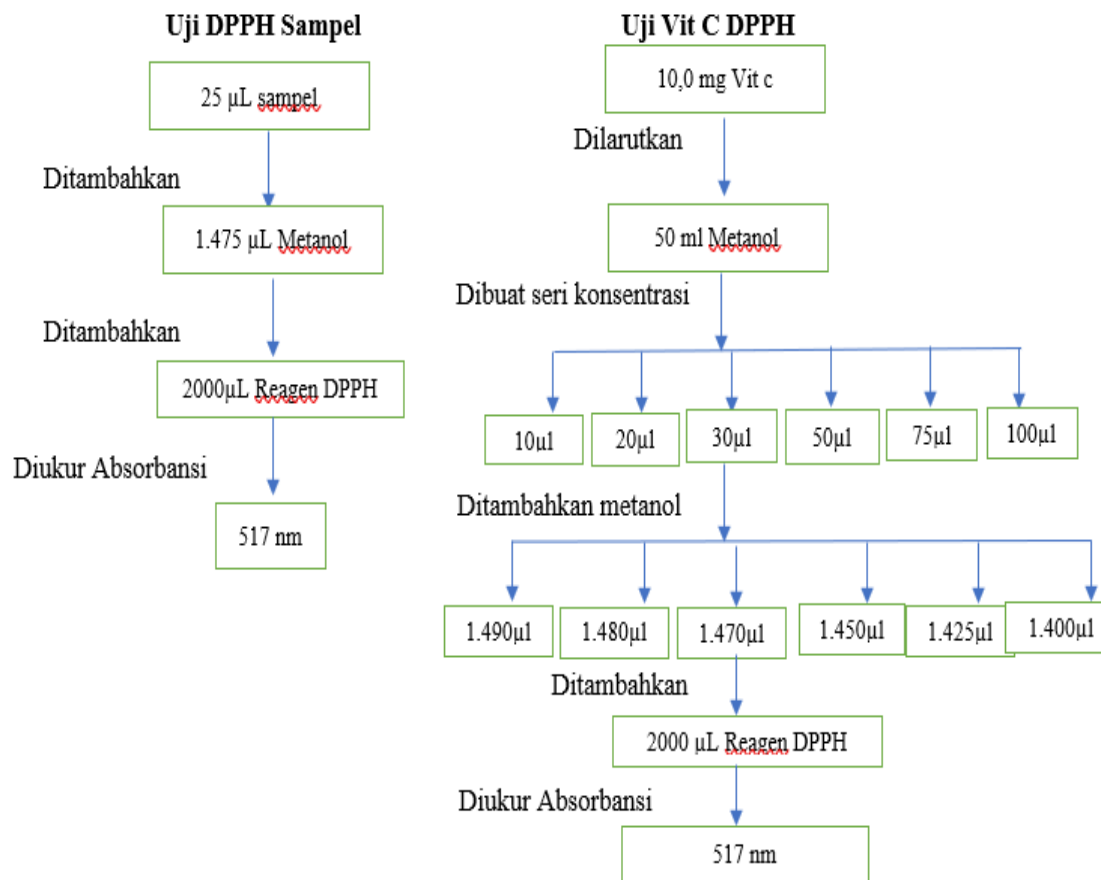 Uji DPPH Sampel
25 µL sampel
Ditambahkan
1.475 µL Metanol
Ditambahkan
2000µL Reagen DPPH
Diukur Absorbansi
517 nm
Uji Vit C DPPH
10,0 mg Vit c
Dilarutkan
50 ml Metanol
Dibuat seri konsentrasi
10µl
20µl
30µl
50µl
75µl
100µl
Ditambahkan metanol
1.490µl
1.480µl
1.470µl
1.450µl
1.425µl
1.400µl
Ditambahkan
2000 µL Reagen DPPH
Diukur Absorbansi
517 nm